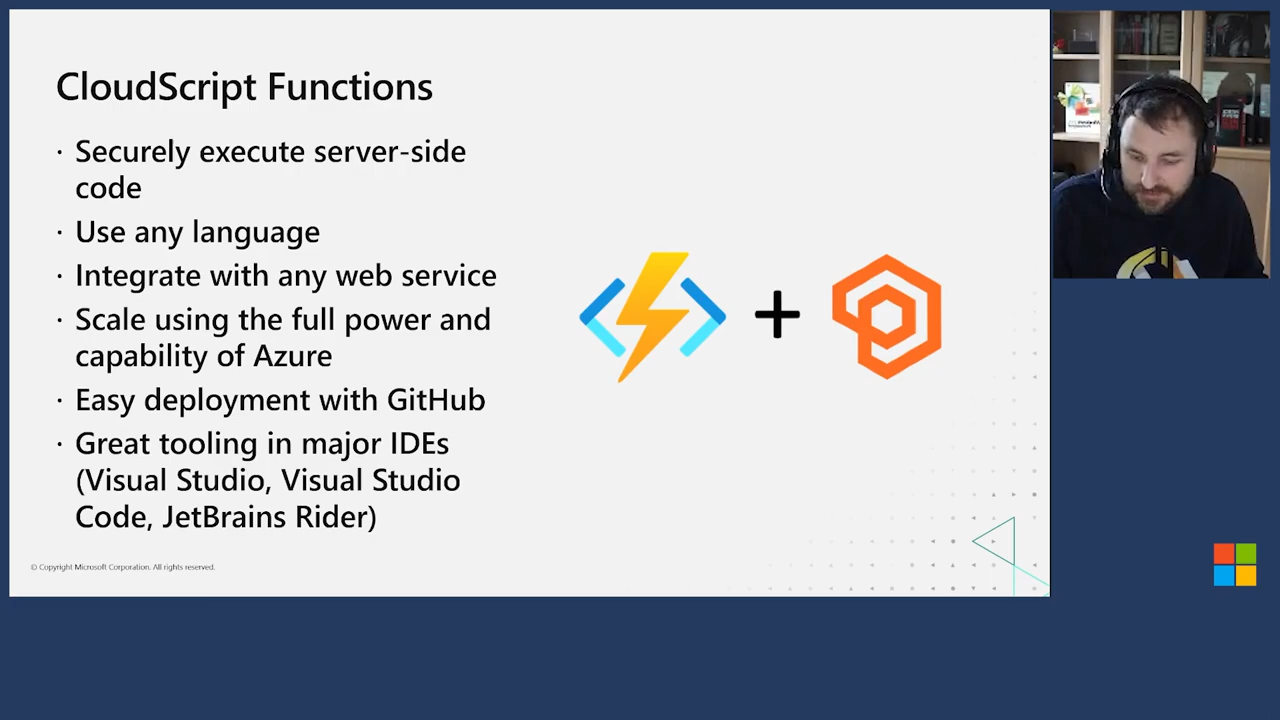 CloudScript Functions
· Securely execute server-side
code
· Use any language
· Integrate with any web service
· Scale using the full power and
capability of Azure
· Easy deployment with GitHub
· Great tooling in major IDEs
(Visual Studio, Visual Studio
Code, JetBrains Rider)
© Copyright Microsoft Corporation. All rights reserved.